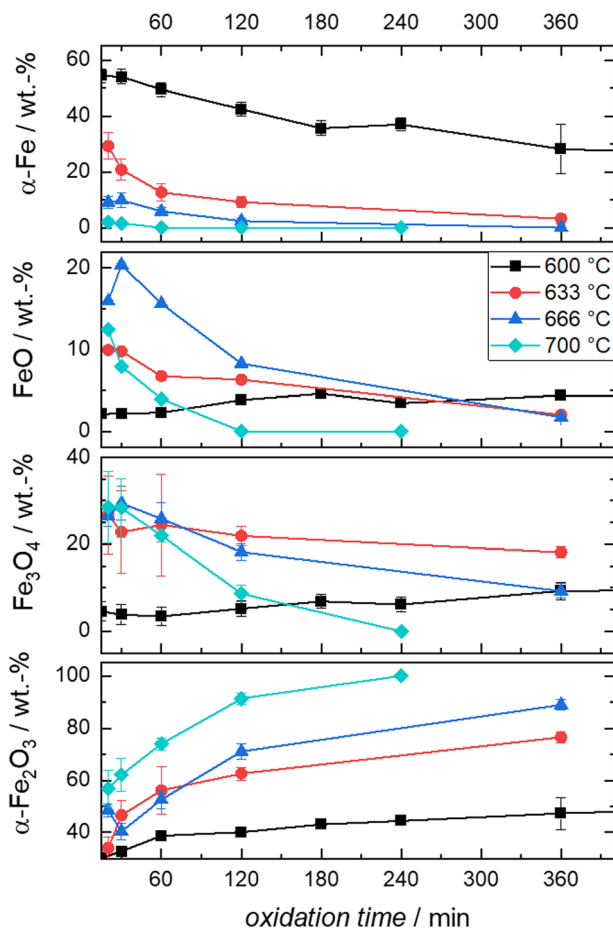 60 120 180 240 300 360
60
40
20
0
α-Fe / wt.-%
20
10
0
FeO / wt.-%
600 °C
633 °C
666 °C
700 °C
40
20
0
Fe₃O₄ / wt.-%
100
80
60
40
α-Fe₂O₃ / wt.-%
60 120 180 240 300 360
oxidation time / min